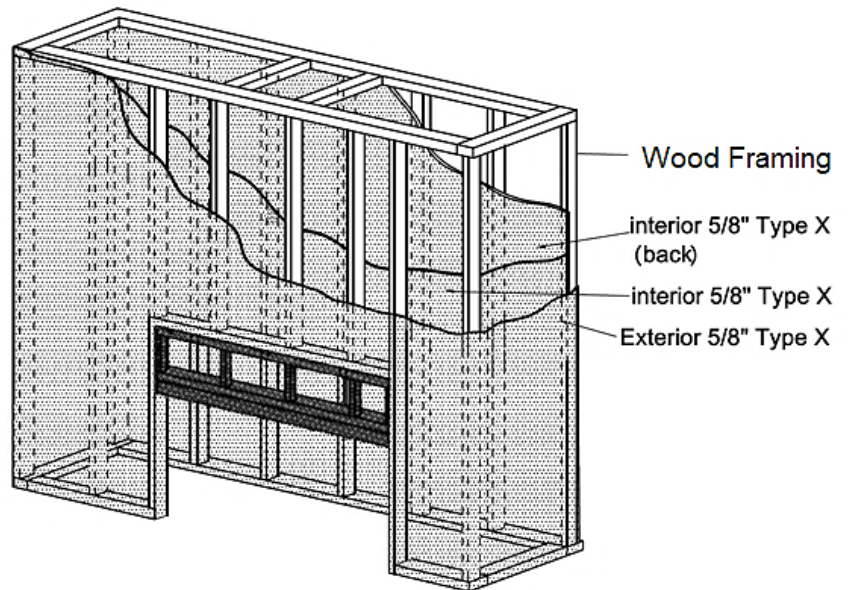 Wood Framing
interior 5/8" Type X
(back)
interior 5/8" Type X
Exterior 5/8" Type X